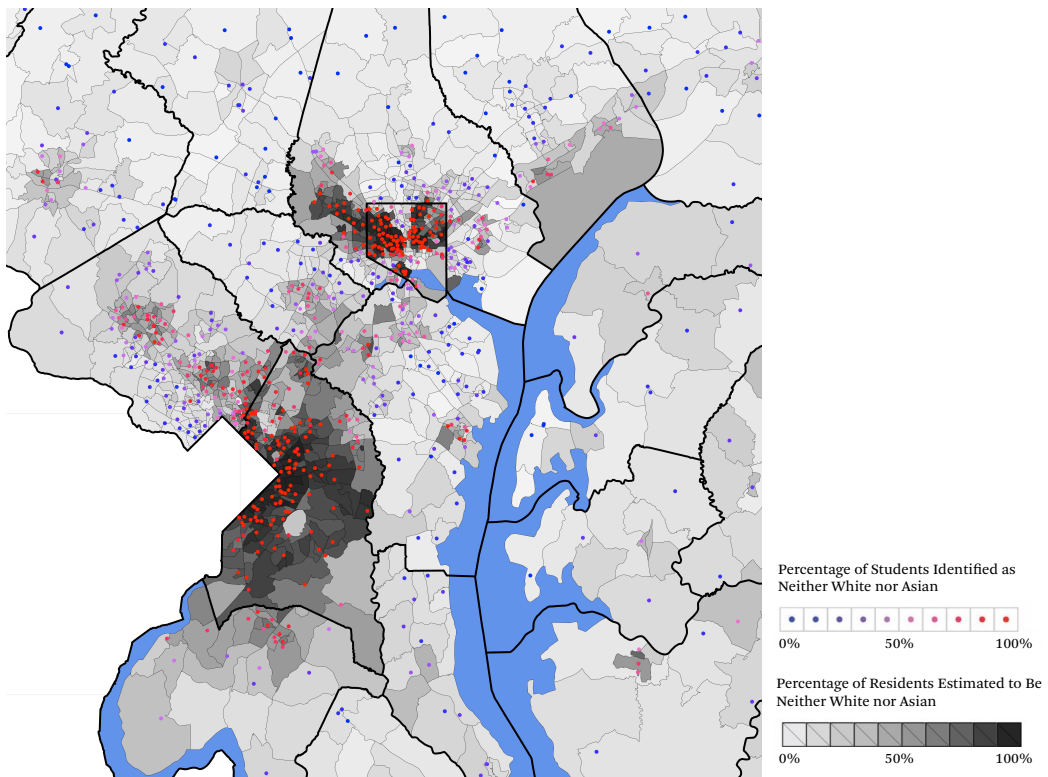 Percentage of Students Identified as
Neither White nor Asian
0% 50% 100%
Percentage of Residents Estimated to Be
Neither White nor Asian
0% 50% 100%